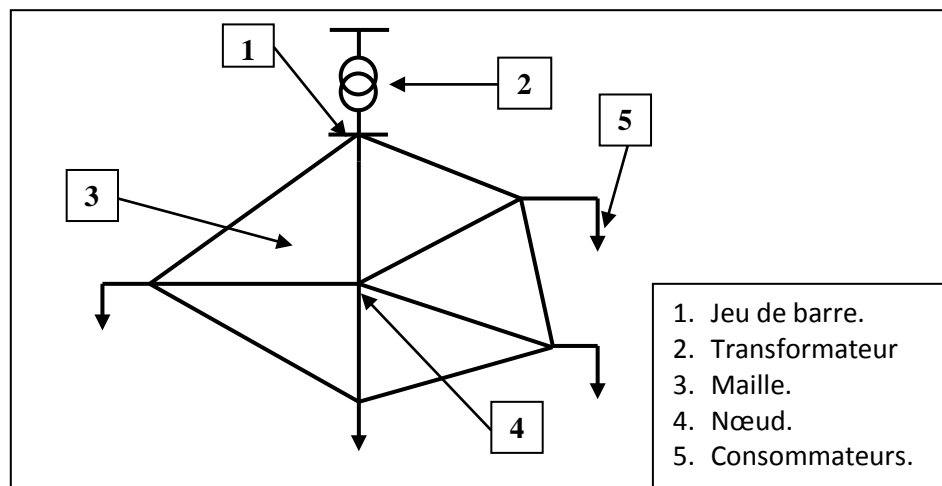 1
2
5
3
4
1. Jeu de barre.
2. Transformateur
3. Maille.
4. Nœud.
5. Consommateurs.